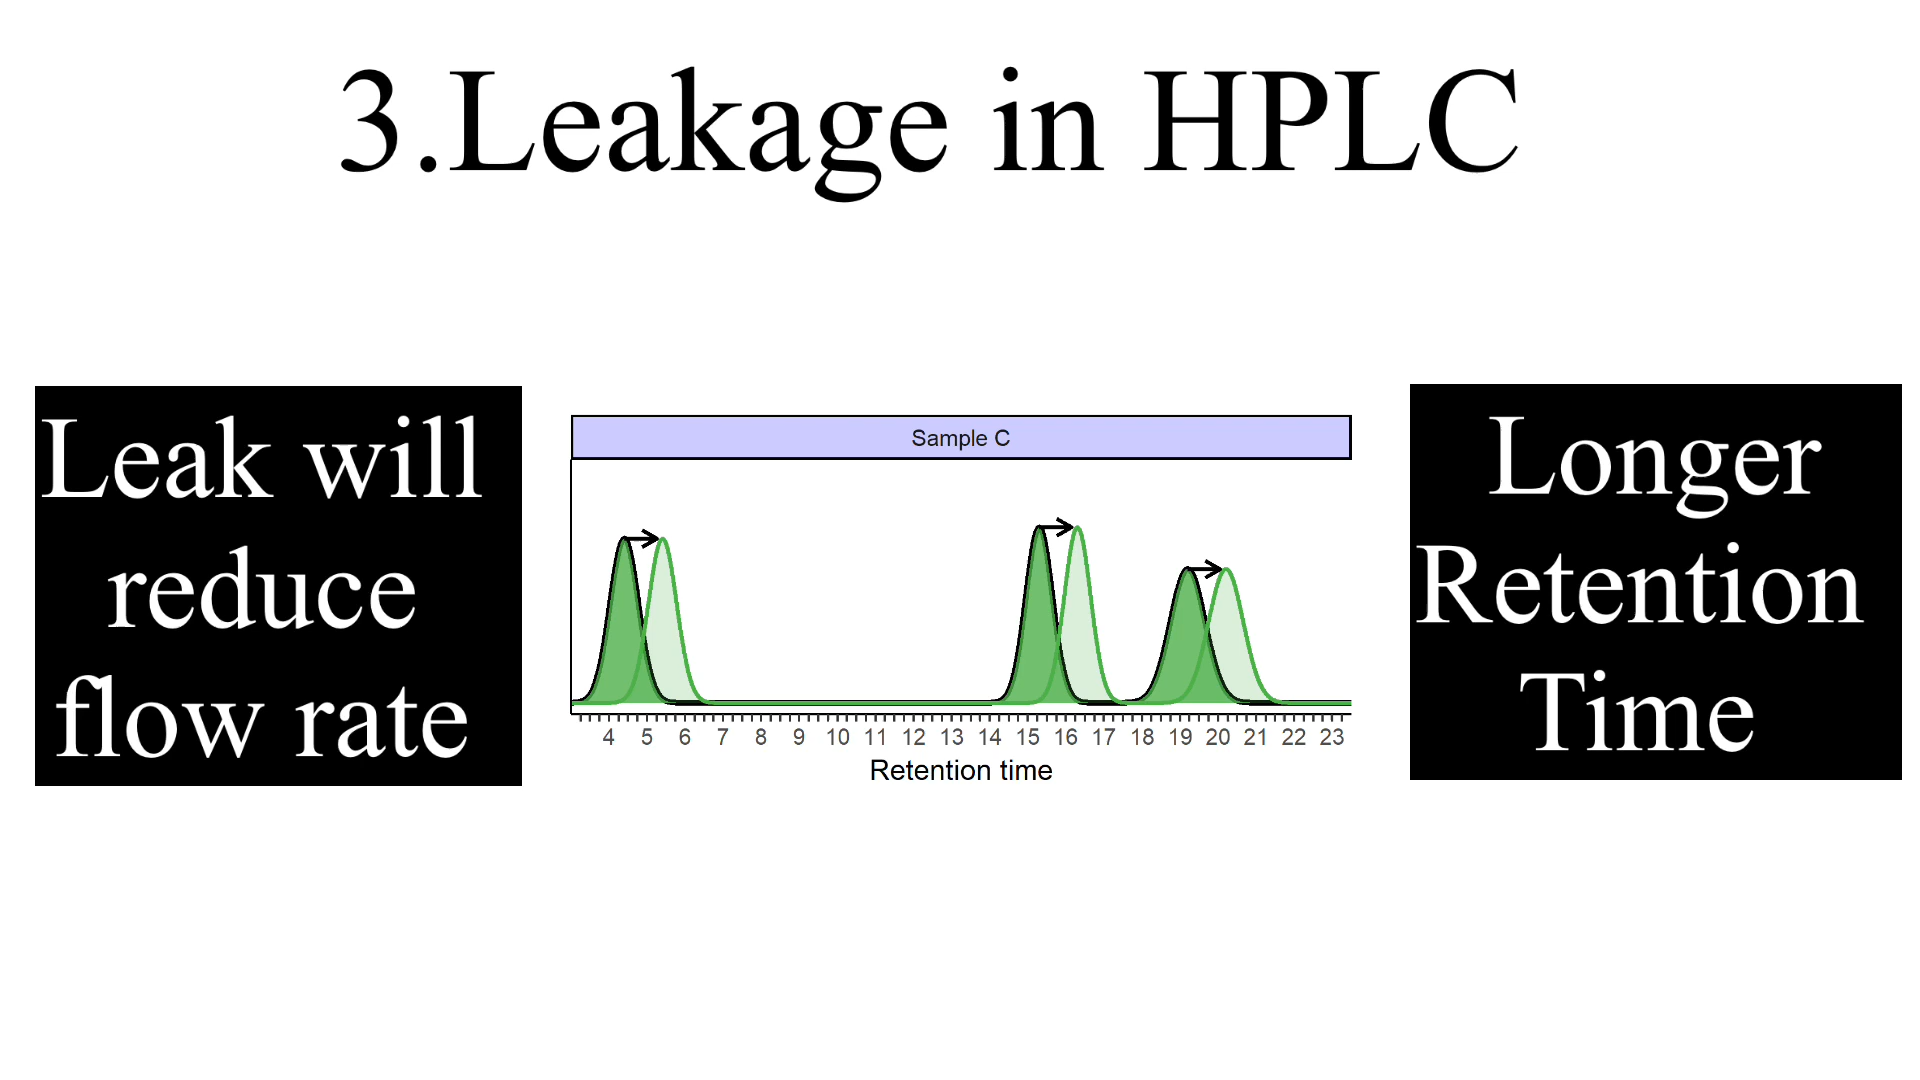 3.Leakage in HPLC
Leak will
reduce
flow rate
Sample C
4 5 6 7 8 9 10 11 12 13 14 15 16 17 18 19 20 21 22 23
Retention time
Longer
Retention
Time